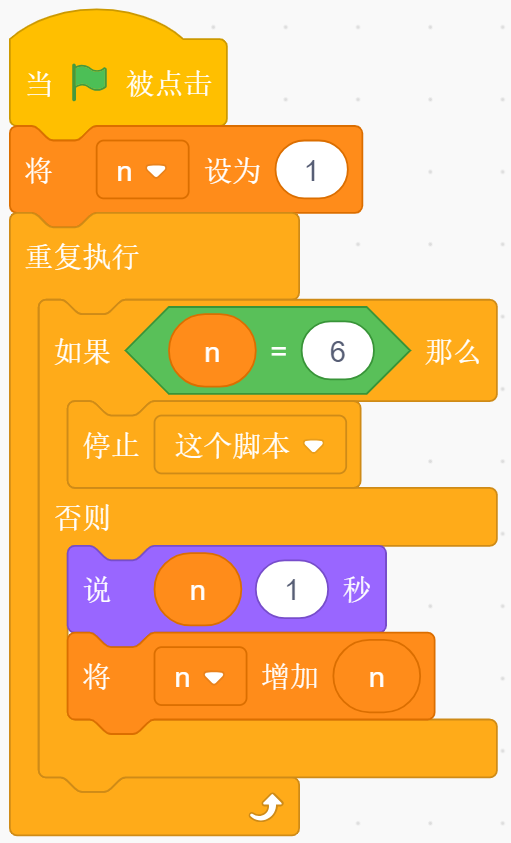 当 被点击
将 n 设为 1
重复执行
如果 n = 6 那么
停止 这个脚本
否则
说 n 1 秒
将 n 增加 n